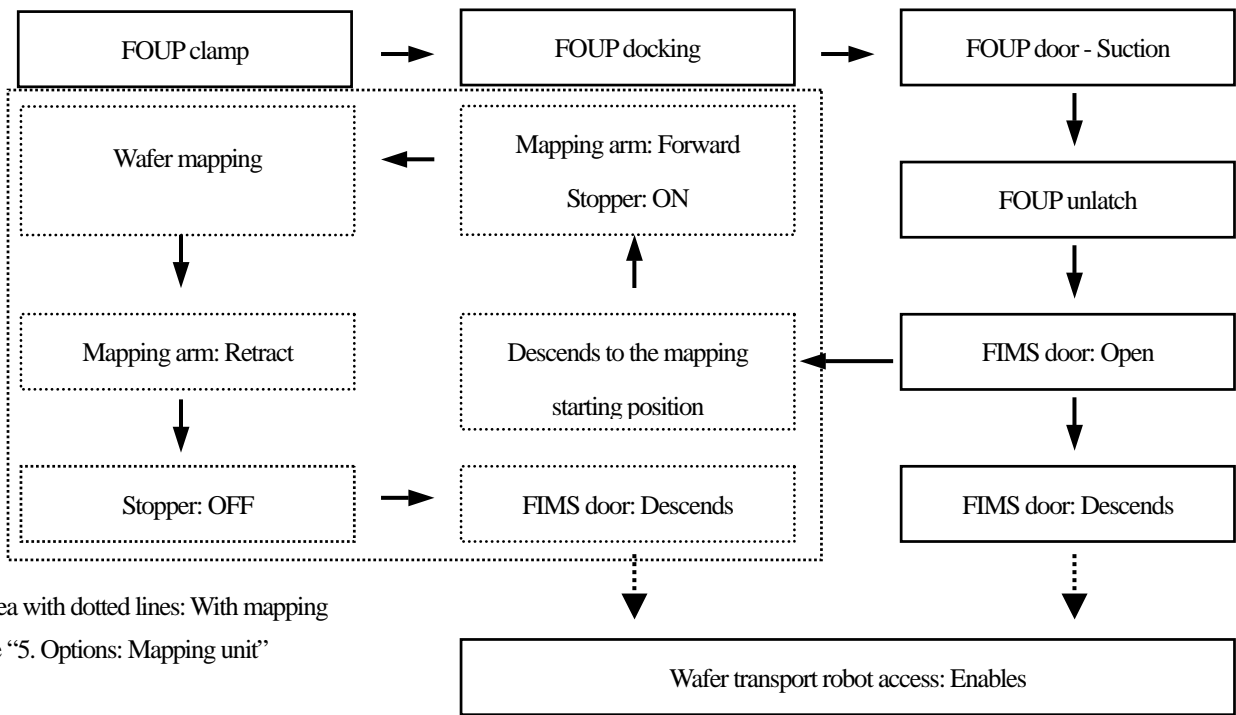 FOUP clamp
FOUP docking
FOUP door - Suction
Wafer mapping
Mapping arm: Forward
Stopper: ON
FOUP unlatch
Mapping arm: Retract
Descends to the mapping
starting position
FIMS door: Open
Stopper: OFF
FIMS door: Descends
FIMS door: Descends
with dotted lines: With mapping
“5. Options: Mapping unit”
Wafer transport robot access: Enables